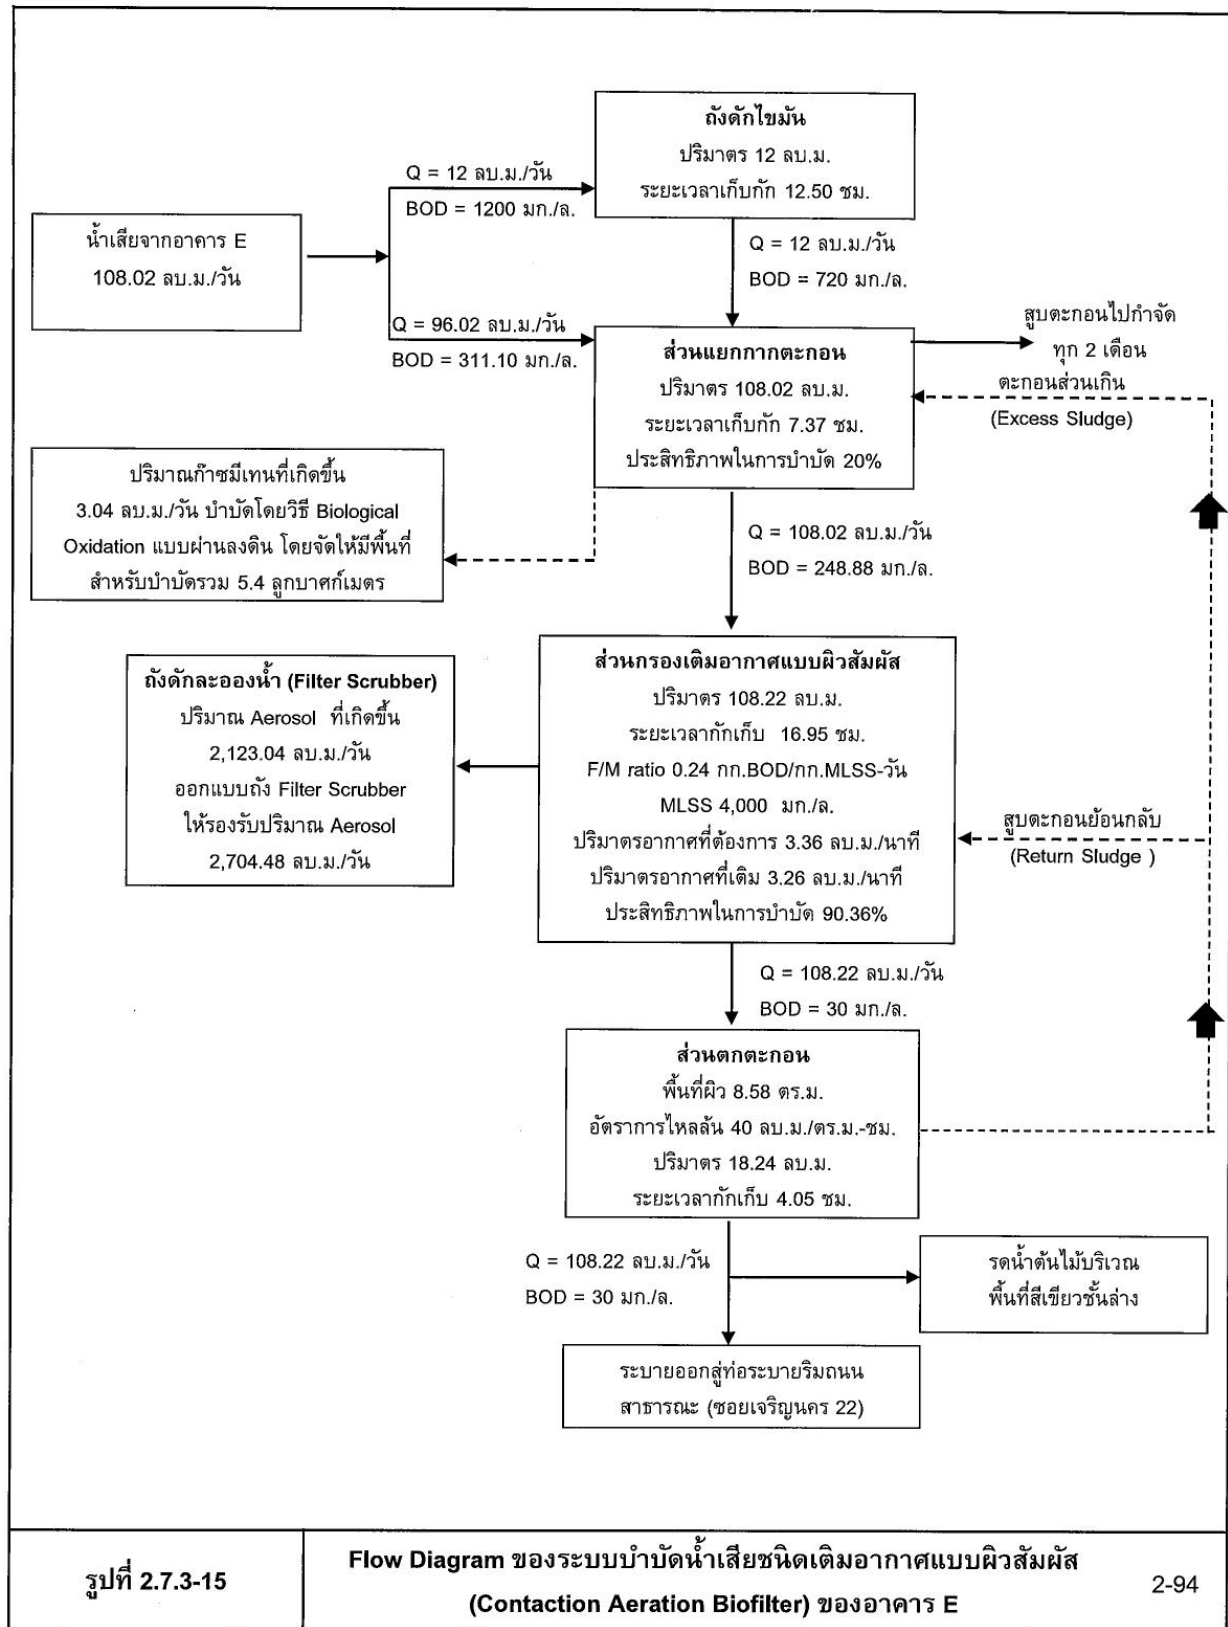 ถังดักไขมัน
ปริมาตร 12 ลบ.ม.
ระยะเวลาเก็บกัก 12.50 ชม.
Q = 12 ลบ.ม./วัน
BOD = 1200 มก./ล.
น้ำเสียจากอาคาร E
108.02 ลบ.ม./วัน
Q = 12 ลบ.ม./วัน
BOD = 720 มก./ล.
Q = 96.02 ลบ.ม./วัน
BOD = 311.10 มก./ล.
ส่วนแยกกากตะกอน
ปริมาตร 108.02 ลบ.ม.
ระยะเวลาเก็บกัก 7.37 ชม.
ประสิทธิภาพในการบำบัด 20%
สูบตะกอนไปกำจัด
ทุก 2 เดือน
ตะกอนส่วนเกิน
(Excess Sludge)
ปริมาณก๊าซมีเทนที่เกิดขึ้น
3.04 ลบ.ม./วัน บำบัดโดยวิธี Biological
Oxidation แบบผ่านลงดิน โดยจัดให้มีพื้นที่
สำหรับบำบัดรวม 5.4 ลูกบาศก์เมตร
Q = 108.02 ลบ.ม./วัน
BOD = 248.88 มก./ล.
ส่วนกรองเติมอากาศแบบผิวสัมผัส
ปริมาตร 108.22 ลบ.ม.
ระยะเวลากักเก็บ 16.95 ชม.
F/M ratio 0.24 กก.BOD/กก.MLSS-วัน
MLSS 4,000 มก./ล.
ปริมาตรอากาศที่ต้องการ 3.36 ลบ.ม./นาที
ปริมาตรอากาศที่เติม 3.26 ลบ.ม./นาที
ประสิทธิภาพในการบำบัด 90.36%
ถังดักละอองน้ำ (Filter Scrubber)
ปริมาณ Aerosol ที่เกิดขึ้น
2,123.04 ลบ.ม./วัน
ออกแบบถัง Filter Scrubber
ให้รองรับปริมาณ Aerosol
2,704.48 ลบ.ม./วัน
สูบตะกอนย้อนกลับ
(Return Sludge )
Q = 108.22 ลบ.ม./วัน
BOD = 30 มก./ล.
ส่วนตกตะกอน
พื้นที่ผิว 8.58 ตร.ม.
อัตราการไหลล้น 40 ลบ.ม./ตร.ม.-ชม.
ปริมาตร 18.24 ลบ.ม.
ระยะเวลากักเก็บ 4.05 ชม.
Q = 108.22 ลบ.ม./วัน
BOD = 30 มก./ล.
รดน้ำต้นไม้บริเวณ
พื้นที่สีเขียวชั้นล่าง
ระบายออกสู่ท่อระบายริมถนน
สาธารณะ (ซอยเจริญนคร 22)
รูปที่ 2.7.3-15
Flow Diagram ของระบบบำบัดน้ำเสียชนิดเติมอากาศแบบผิวสัมผัส
(Contaction Aeration Biofilter) ของอาคาร E
2-94